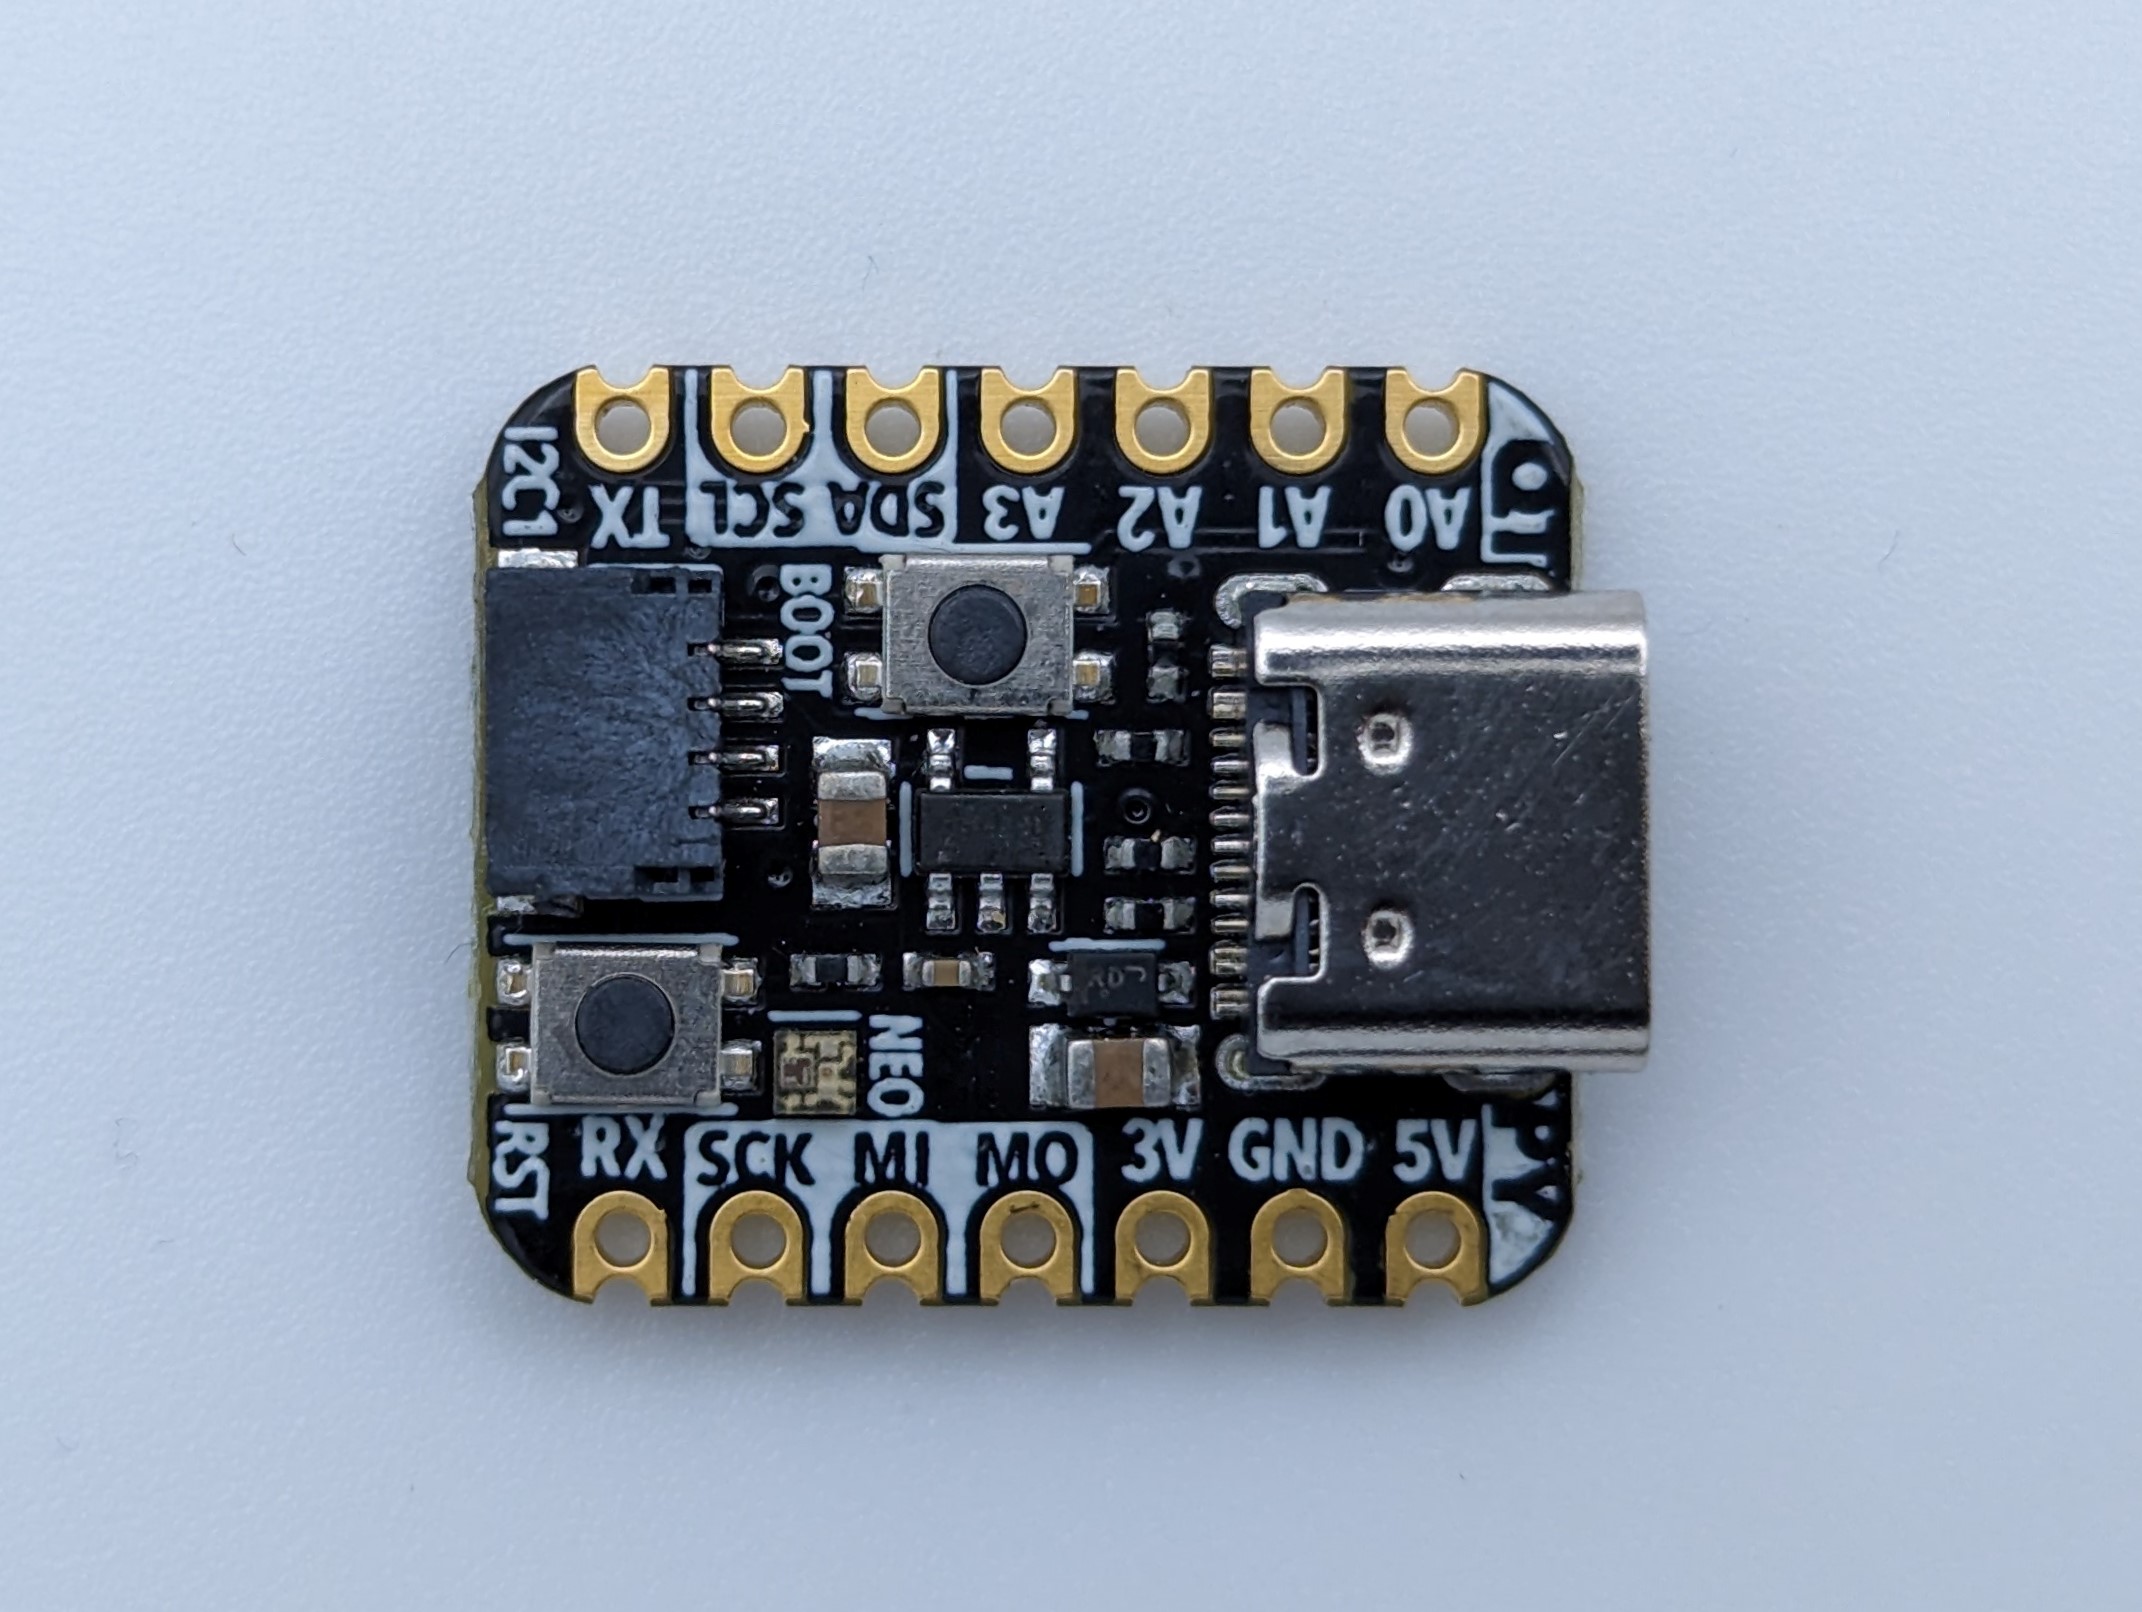 I2C1
TX SCL SDA A3 A2 A1 A0
BOOT
NEO
RST
RX SCK MI MO 3V GND 5V